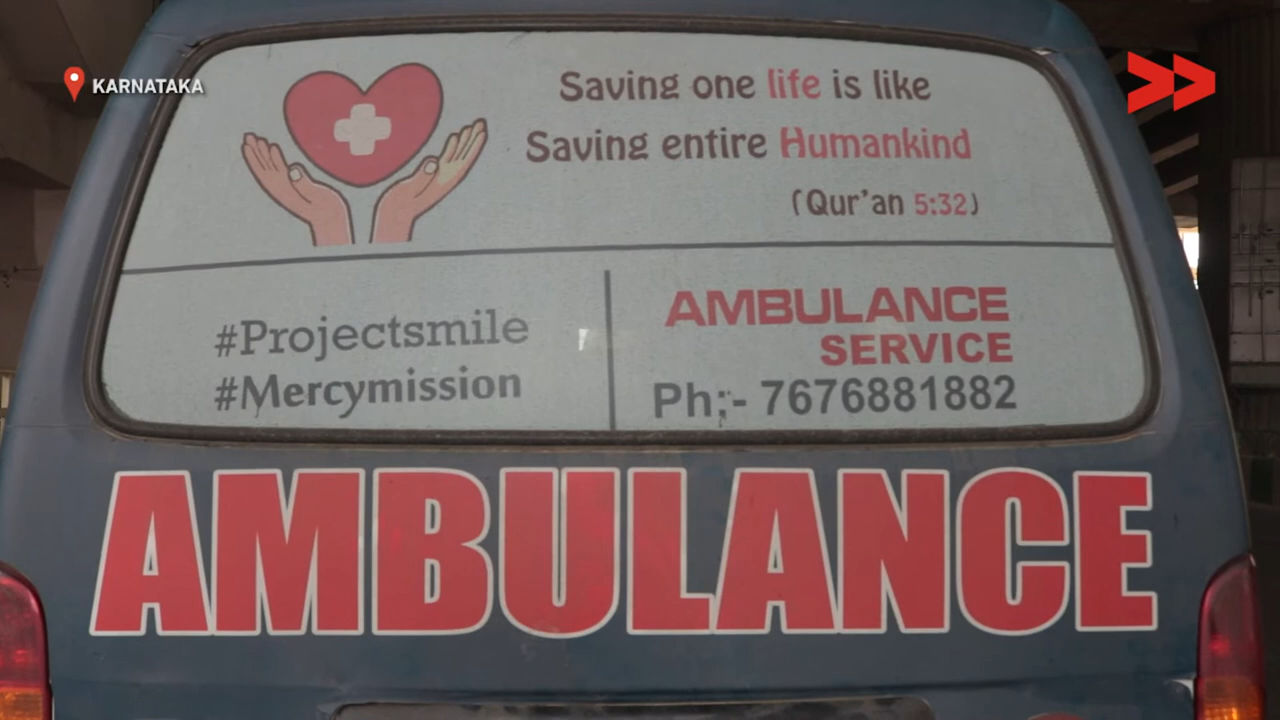 KARNATAKA
Saving one life is like
Saving entire Humankind
(Qur'an 5:32)
#Projectsmile
#Mercymission
AMBULANCE
SERVICE
Ph;- 7676881882
AMBULANCE